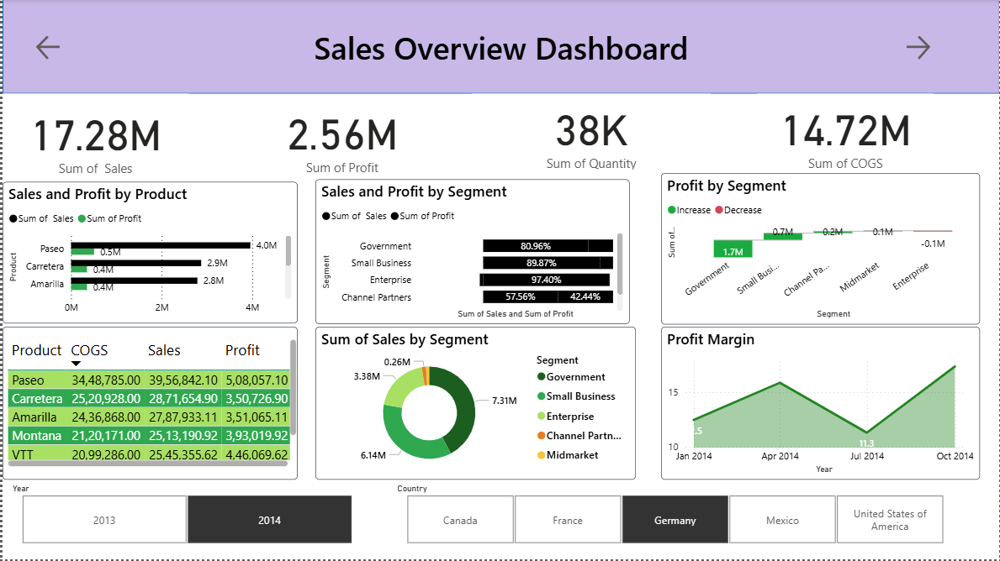 Sales Overview Dashboard
17.28M
Sum of  Sales
2.56M
Sum of Profit
38K
Sum of Quantity
14.72M
Sum of COGS
Sales and Profit by Product
Sum of  Sales Sum of Profit
Product
Paseo 4.0M
0.5M
Carretera 2.9M
0.4M
Amarilla 2.8M
0.4M
0M 2M 4M
Sales and Profit by Segment
Sum of  Sales Sum of Profit
Segment
Government 80.96%
Small Business 89.87%
Enterprise 97.40%
Channel Partners 57.56% 42.44%
Sum of Sales and Sum of Profit
Profit by Segment
Increase Decrease
Sum of...
1.7M 0.7M 0.2M 0.1M -0.1M
Government Small Busi... Channel Pa... Midmarket Enterprise
Segment
Product COGS Sales Profit
Paseo 34,48,785.00 39,56,842.10 5,08,057.10
Carretera 25,20,928.00 28,71,654.90 3,50,726.90
Amarilla 24,36,868.00 27,87,933.11 3,51,065.11
Montana 21,20,171.00 25,13,190.92 3,93,019.92
VTT 20,99,286.00 25,45,355.62 4,46,069.62
Sum of Sales by Segment
0.26M
3.38M
7.31M
6.14M
Segment
Government
Small Business
Enterprise
Channel Partn...
Midmarket
Profit Margin
15
10
2.5
11.3
Jan 2014 Apr 2014 Jul 2014 Oct 2014
Year
Year
2013 2014
Country
Canada France Germany Mexico United States of
America